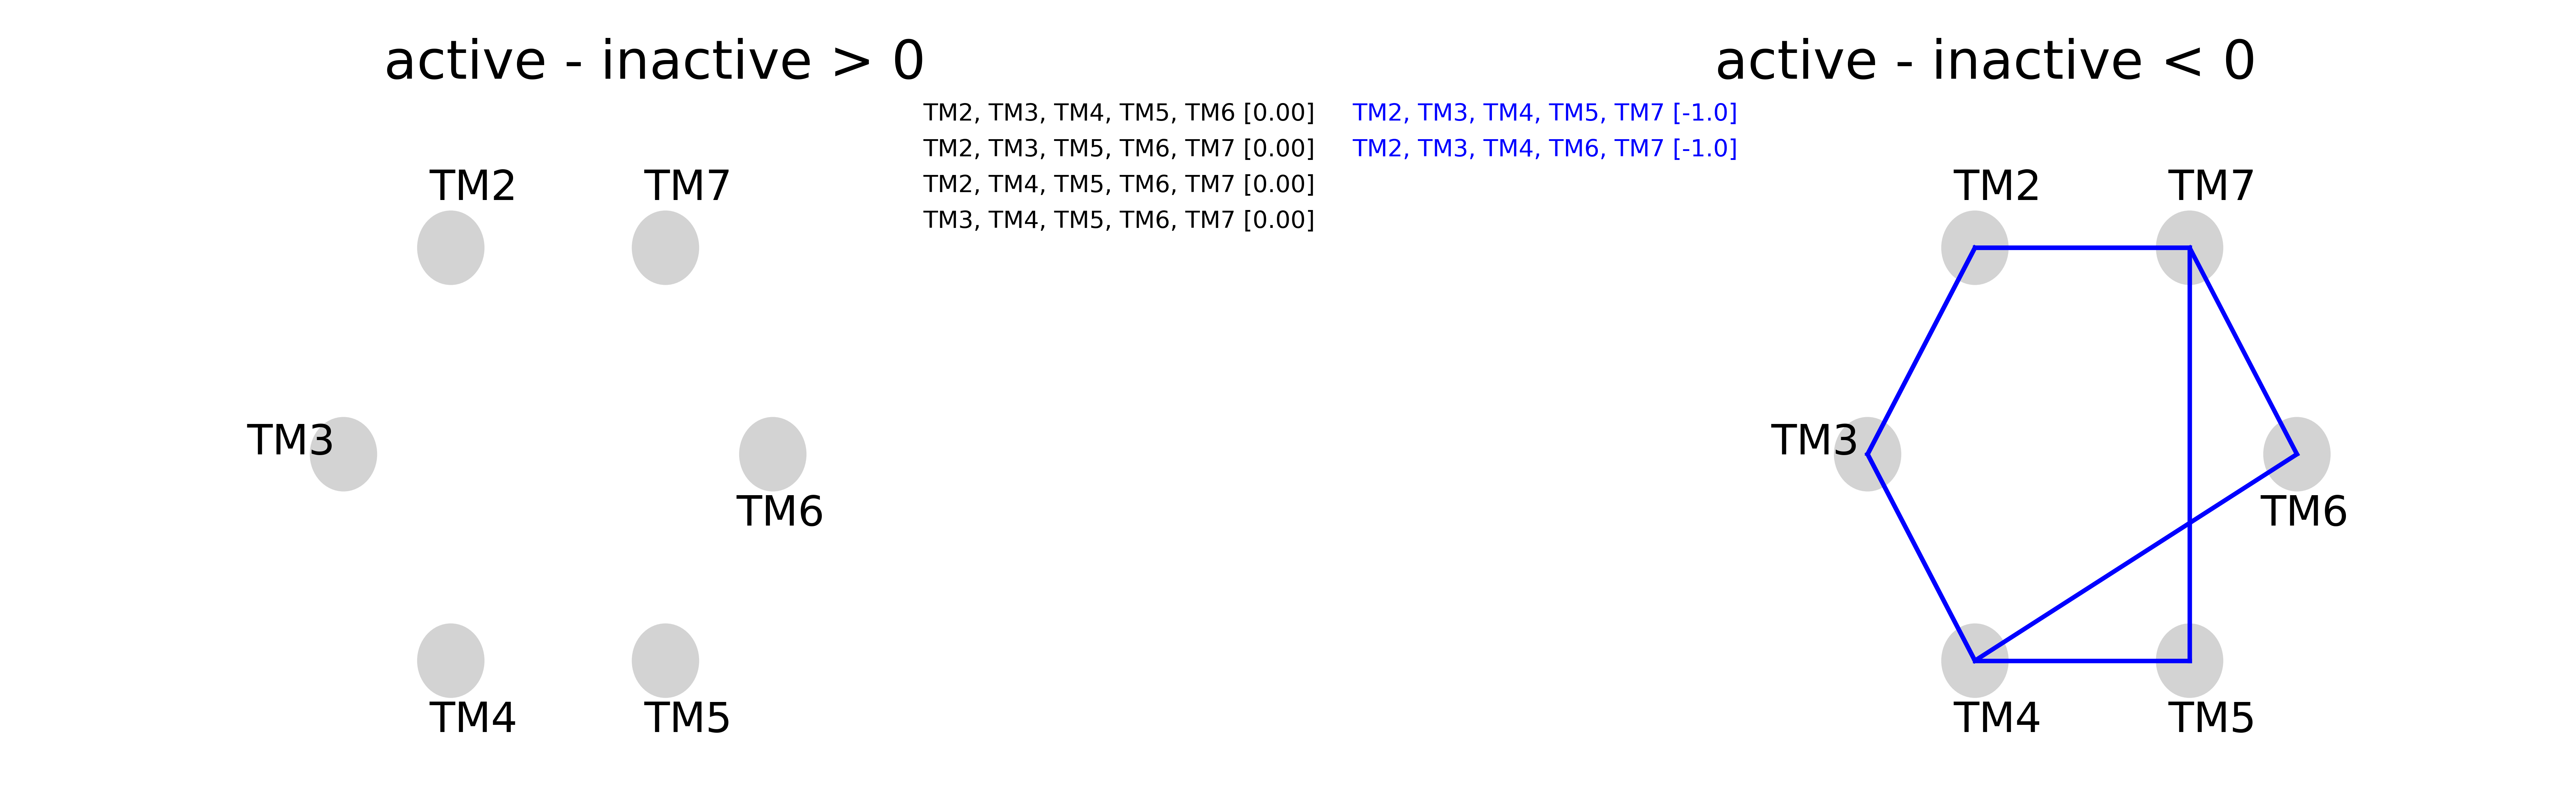 active - inactive > 0
active - inactive < 0
TM2, TM3, TM4, TM5, TM6 [0.00]
TM2, TM3, TM5, TM6, TM7 [0.00]
TM2, TM4, TM5, TM6, TM7 [0.00]
TM3, TM4, TM5, TM6, TM7 [0.00]
TM2, TM3, TM4, TM5, TM7 [-1.0]
TM2, TM3, TM4, TM6, TM7 [-1.0]
TM2
TM7
TM3
TM6
TM4
TM5
TM2
TM7
TM3
TM6
TM4
TM5